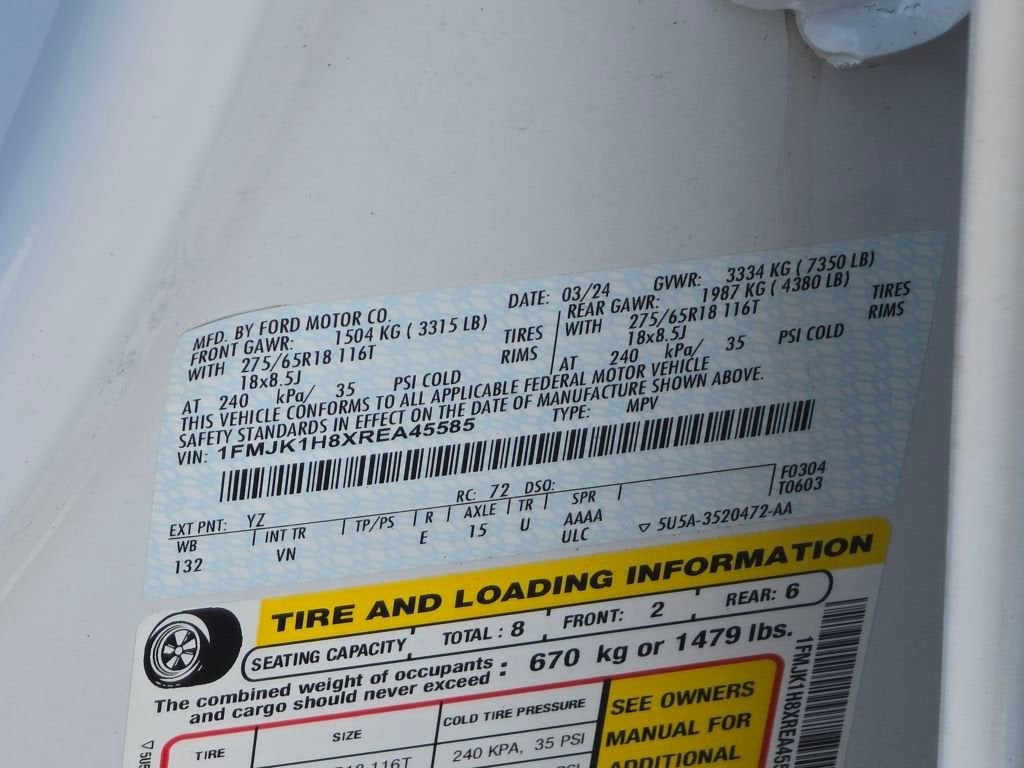 MFD. BY FORD MOTOR CO.
DATE: 03/24 GVWR: 3334 KG ( 7350 LB)
FRONT GAWR: 1504 KG ( 3315 LB)
WITH 275/65R18 116T TIRES
18x8.5J RIMS
AT 240 kPa/ 35 PSI COLD
REAR GAWR: 1987 KG ( 4380 LB)
WITH 275/65R18 116T TIRES
18x8.5J RIMS
AT 240 kPa/ 35 PSI COLD
THIS VEHICLE CONFORMS TO ALL APPLICABLE FEDERAL MOTOR VEHICLE
SAFETY STANDARDS IN EFFECT ON THE DATE OF MANUFACTURE SHOWN ABOVE.
VIN: 1FMJK1H8XREA45585 TYPE: MPV
EXT PNT: YZ RC: 72 DSO: F0304
T0603
WB INT TR TP/PS R AXLE TR SPR
132 VN E 15 U AAAA
ULC ▽ 5U5A-3520472-AA
TIRE AND LOADING INFORMATION
SEATING CAPACITY TOTAL : 8 FRONT: 2 REAR: 6
The combined weight of occupants
and cargo should never exceed : 670 kg or 1479 lbs.
TIRE SIZE COLD TIRE PRESSURE
R18 116T 240 KPA, 35 PSI
SEE OWNERS
MANUAL FOR
ADDITIONAL
1FMJK1H8XREA455